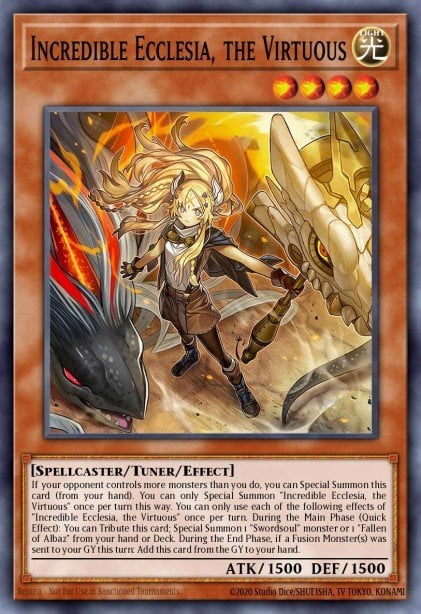 INCREDIBLE ECCLESIA, THE VIRTUOUS
LIGHT
光
[SPELLCASTER/TUNER/EFFECT]
If your opponent controls more monsters than you do, you can Special Summon this
card (from your hand). You can only Special Summon "Incredible Ecclesia, the
Virtuous" once per turn this way. You can only use each of the following effects of
"Incredible Ecclesia, the Virtuous" once per turn. During the Main Phase (Quick
Effect): You can Tribute this card; Special Summon 1 "Swordsoul" monster or 1 "Fallen
of Albaz" from your hand or Deck. During the End Phase, if a Fusion Monster(s) was
sent to your GY this turn: Add this card from the GY to your hand.
ATK/1500 DEF/1500
Replica - Not For Use in Sanctioned Tournaments
©2020 Studio Dice/SHUEISHA, TV TOKYO, KONAMI